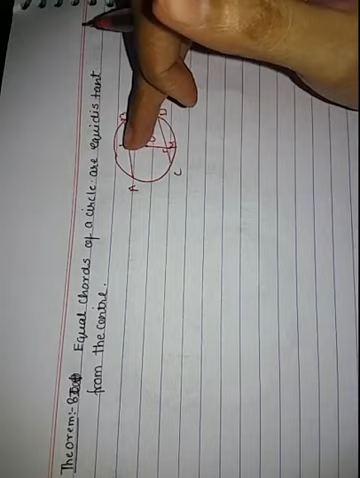 Theorem:- Equal chords of a circle are equidistant
from the centre.
B
D
O
L
M
A
C